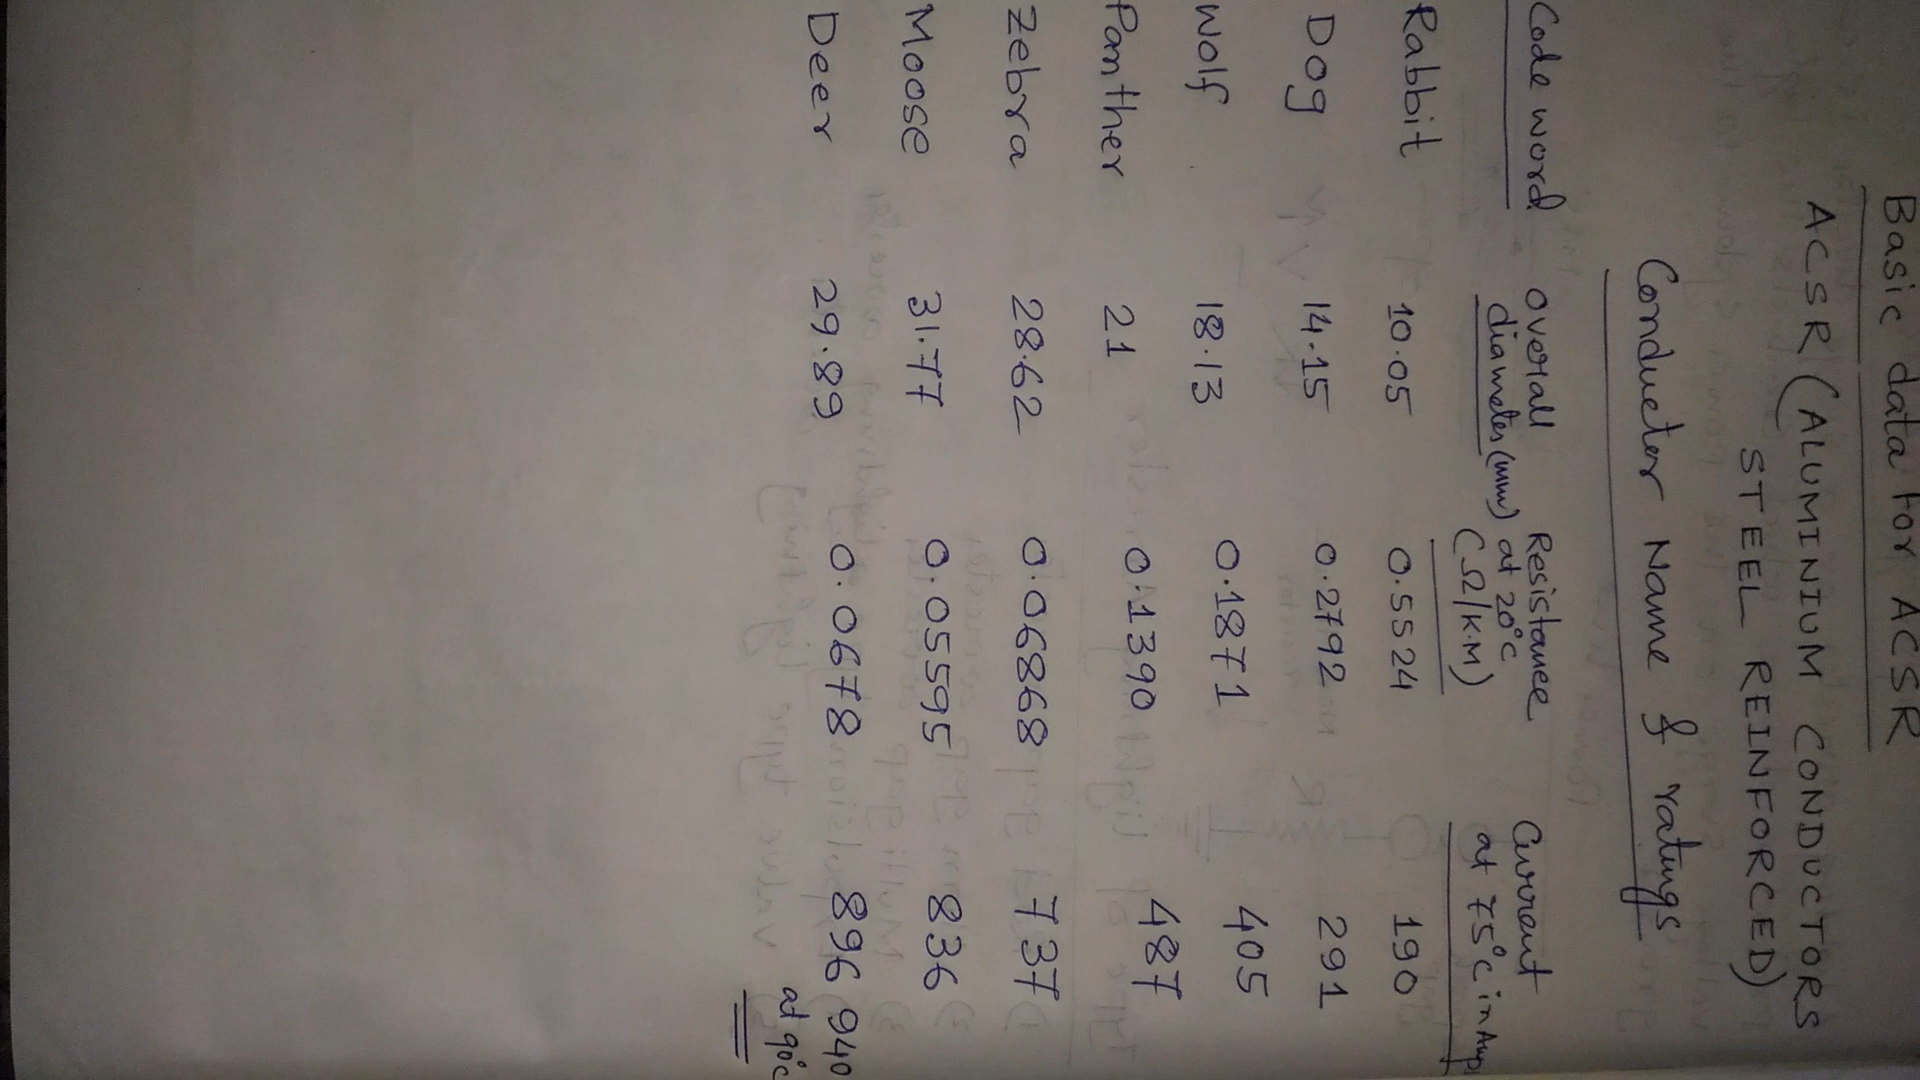 Basic data for ACSR
ACSR (ALUMINIUM CONDUCTORS
STEEL REINFORCED)
Conductor Name & ratings
Code word Overall diameter (mm) Resistance at 20°c (Ω/K.M) Current at 75°c in Amp
Rabbit 10.05 0.5524 190
Dog 14.15 0.2792 291
Wolf 18.13 0.1871 405
Panther 21 0.1390 487
Zebra 28.62 0.06868 737
Moose 31.77 0.05595 836
Deer 29.89 0.0678 896 940
at 90°c